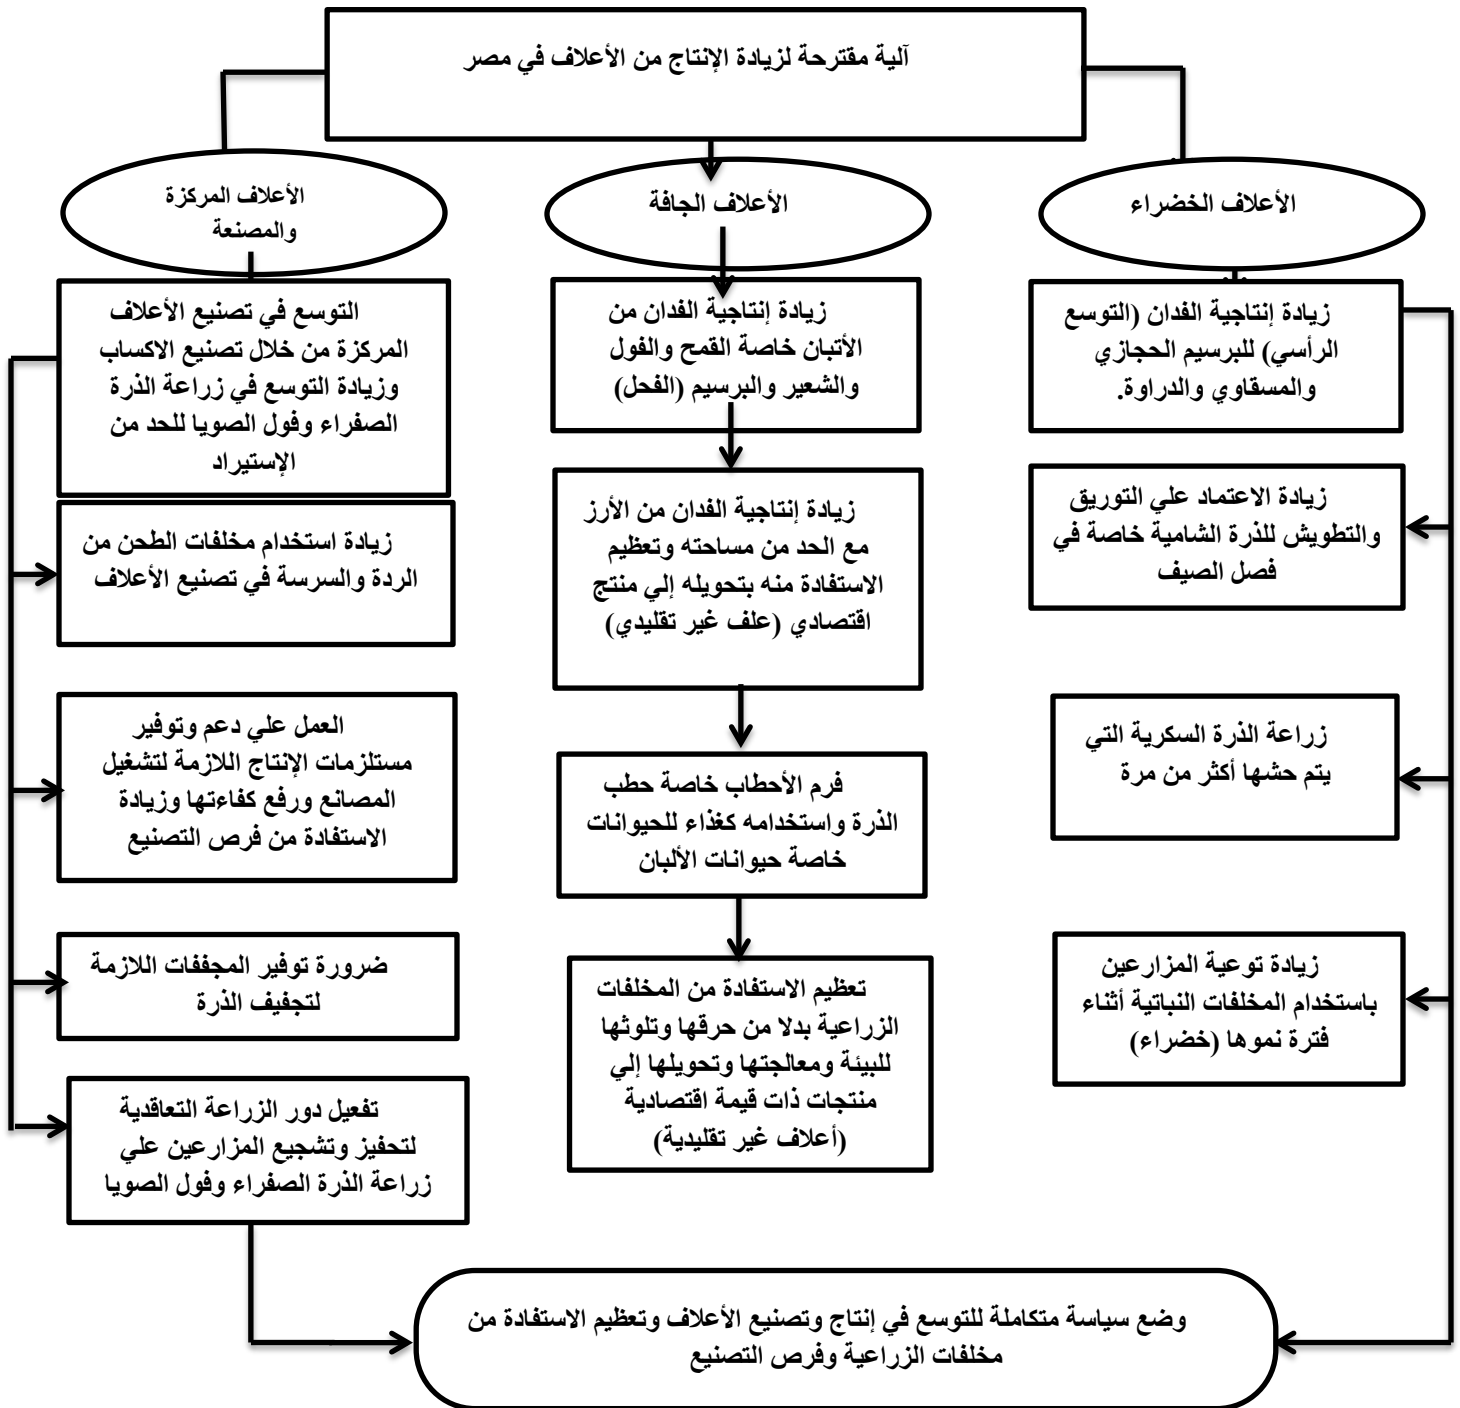 آلية مقترحة لزيادة الإنتاج من الأعلاف في مصر
الأعلاف الخضراء
زيادة إنتاجية الفدان (التوسع
الرأسي) للبرسيم الحجازي
والمسقاوي والدراوة.
زيادة الاعتماد علي التوريق
والتطويش للذرة الشامية خاصة في
فصل الصيف
زراعة الذرة السكرية التي
يتم حشها أكثر من مرة
زيادة توعية المزارعين
باستخدام المخلفات النباتية أثناء
فترة نموها (خضراء)
الأعلاف الجافة
زيادة إنتاجية الفدان من
الأتبان خاصة القمح والفول
والشعير والبرسيم (الفحل)
زيادة إنتاجية الفدان من الأرز
مع الحد من مساحته وتعظيم
الاستفادة منه بتحويله إلي منتج
اقتصادي (علف غير تقليدي)
فرم الأحطاب خاصة حطب
الذرة واستخدامه كغذاء للحيوانات
خاصة حيوانات الألبان
تعظيم الاستفادة من المخلفات
الزراعية بدلا من حرقها وتلوثها
للبيئة ومعالجتها وتحويلها إلي
منتجات ذات قيمة اقتصادية
(أعلاف غير تقليدية)
الأعلاف المركزة
والمصنعة
التوسع في تصنيع الأعلاف
المركزة من خلال تصنيع الاكساب
وزيادة التوسع في زراعة الذرة
الصفراء وفول الصويا للحد من
الإستيراد
زيادة استخدام مخلفات الطحن من
الردة والسرسة في تصنيع الأعلاف
العمل علي دعم وتوفير
مستلزمات الإنتاج اللازمة لتشغيل
المصانع ورفع كفاءتها وزيادة
الاستفادة من فرص التصنيع
ضرورة توفير المجففات اللازمة
لتجفيف الذرة
تفعيل دور الزراعة التعاقدية
لتحفيز وتشجيع المزارعين علي
زراعة الذرة الصفراء وفول الصويا
وضع سياسة متكاملة للتوسع في إنتاج وتصنيع الأعلاف وتعظيم الاستفادة من
مخلفات الزراعية وفرص التصنيع